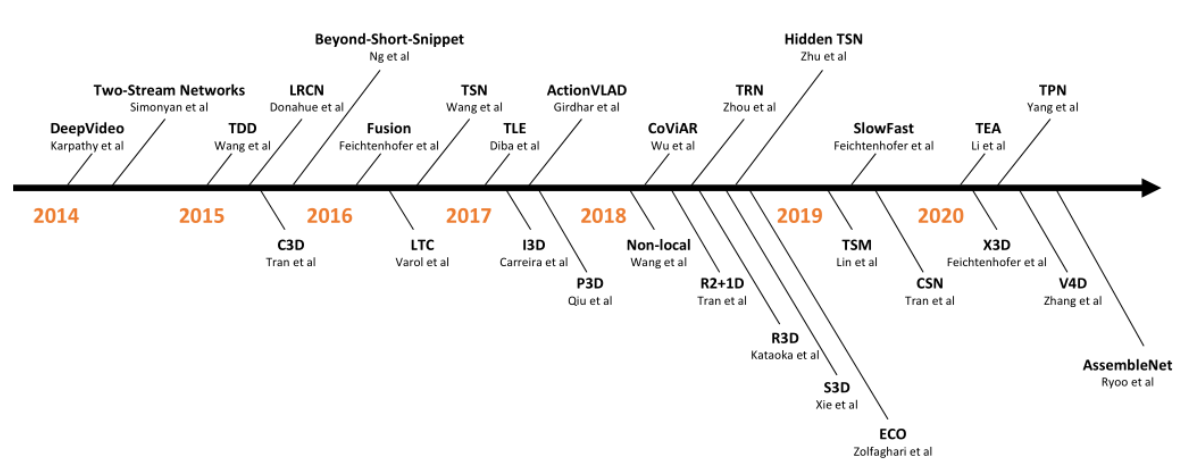 Beyond-Short-Snippet
Ng et al
Hidden TSN
Zhu et al
Two-Stream Networks
Simonyan et al
LRCN
Donahue et al
TSN
Wang et al
ActionVLAD
Girdhar et al
TRN
Zhou et al
TPN
Yang et al
DeepVideo
Karpathy et al
TDD
Wang et al
Fusion
Feichtenhofer et al
TLE
Diba et al
CoViAR
Wu et al
SlowFast
Feichtenhofer et al
TEA
Li et al
2014 2015 2016 2017 2018 2019 2020
C3D
Tran et al
LTC
Varol et al
I3D
Carreira et al
Non-local
Wang et al
TSM
Lin et al
X3D
Feichtenhofer et al
P3D
Qiu et al
R2+1D
Tran et al
CSN
Tran et al
V4D
Zhang et al
R3D
Kataoka et al
AssembleNet
Ryoo et al
S3D
Xie et al
ECO
Zolfaghari et al